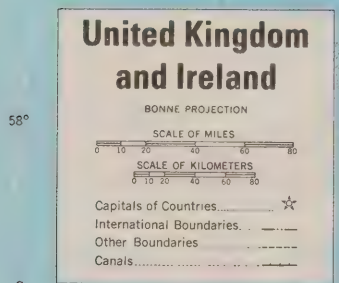 United Kingdom
and Ireland
BONNE PROJECTION
58°
SCALE OF MILES
0 10 20 40 60 80
SCALE OF KILOMETERS
0 10 20 40 60 80
Capitals of Countries
International Boundaries
Other Boundaries
Canals